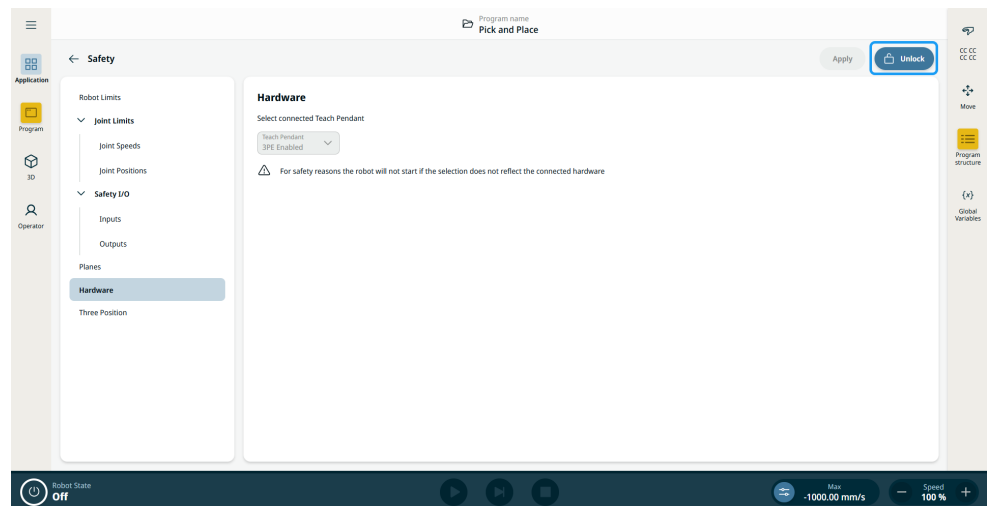 Program name
Pick and Place
Application
Program
3D
Operator
Safety
Apply
Unlock
Robot Limits
Joint Limits
Joint Speeds
Joint Positions
Safety I/O
Inputs
Outputs
Planes
Hardware
Three Position
Hardware
Select connected Teach Pendant
Teach Pendant
3PE Enabled
For safety reasons the robot will not start if the selection does not reflect the connected hardware
CC CC
CC CC
Move
Program
structure
{x}
Global
Variables
Robot State
Off
Max
-1000.00 mm/s
Speed
100 %